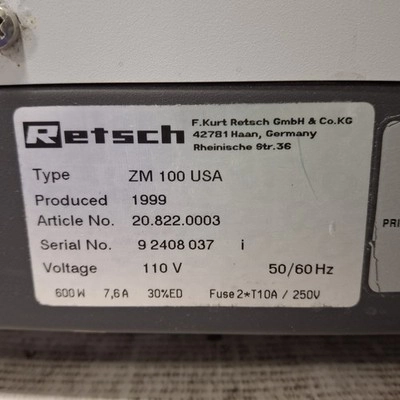 Retsch
F.Kurt Retsch GmbH & Co.KG
42781 Haan, Germany
Rheinische Str.36
Type ZM 100 USA
Produced 1999
Article No. 20.822.0003
Serial No. 9 2408 037 i
Voltage 110 V 50/60 Hz
600 W 7,6 A 30%ED Fuse 2*T10A / 250V